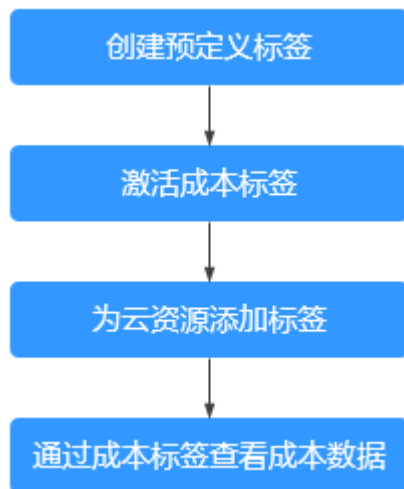 创建预定义标签
激活成本标签
为云资源添加标签
通过成本标签查看成本数据